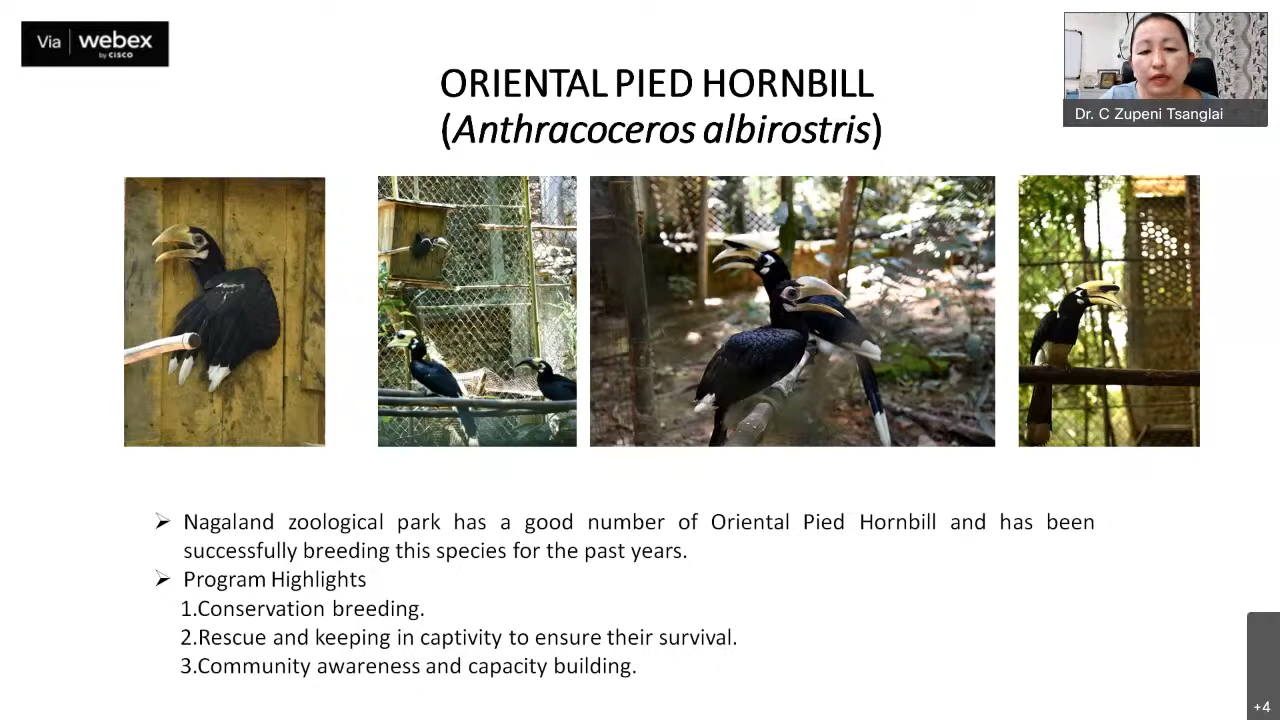 Via webex
by CISCO
Dr. C Zupeni Tsanglai
ORIENTAL PIED HORNBILL
(Anthracoceros albirostris)
➢ Nagaland zoological park has a good number of Oriental Pied Hornbill and has been
successfully breeding this species for the past years.
➢ Program Highlights
1.Conservation breeding.
2.Rescue and keeping in captivity to ensure their survival.
3.Community awareness and capacity building.
+4